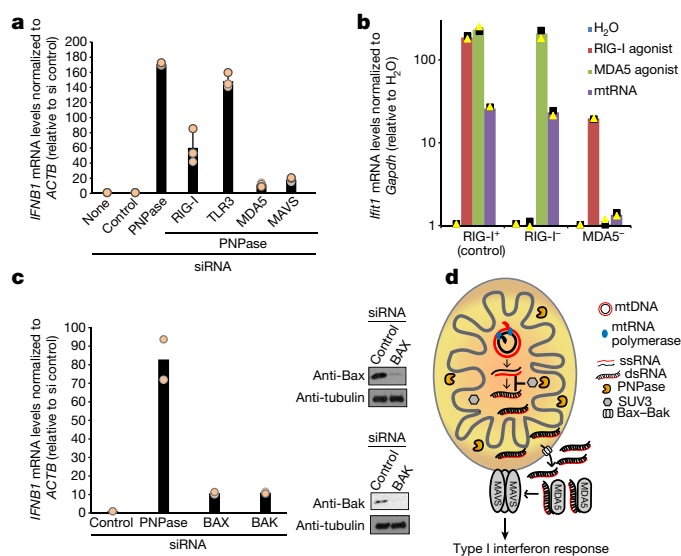 a
IFNB1 mRNA levels normalized to
ACTB (relative to si control)
200
180
160
140
120
100
80
60
40
20
0
None
Control
PNPase
RIG-I
TLR3
MDA5
MAVS
PNPase
siRNA
b
Ifit1 mRNA levels normalized to
Gapdh (relative to H2O)
100
10
1
H2O
RIG-I agonist
MDA5 agonist
mtRNA
RIG-I+
(control)
RIG-I–
MDA5–
c
IFNB1 mRNA levels normalized to
ACTB (relative to si control)
100
90
80
70
60
50
40
30
20
10
0
Control
PNPase
BAX
BAK
siRNA
siRNA
Control
BAX
Anti-Bax
Anti-tubulin
siRNA
Control
BAK
Anti-Bak
Anti-tubulin
d
mtDNA
mtRNA
polymerase
ssRNA
dsRNA
PNPase
SUV3
Bax–Bak
MAVS
MAVS
MDA5
MDA5
Type I interferon response